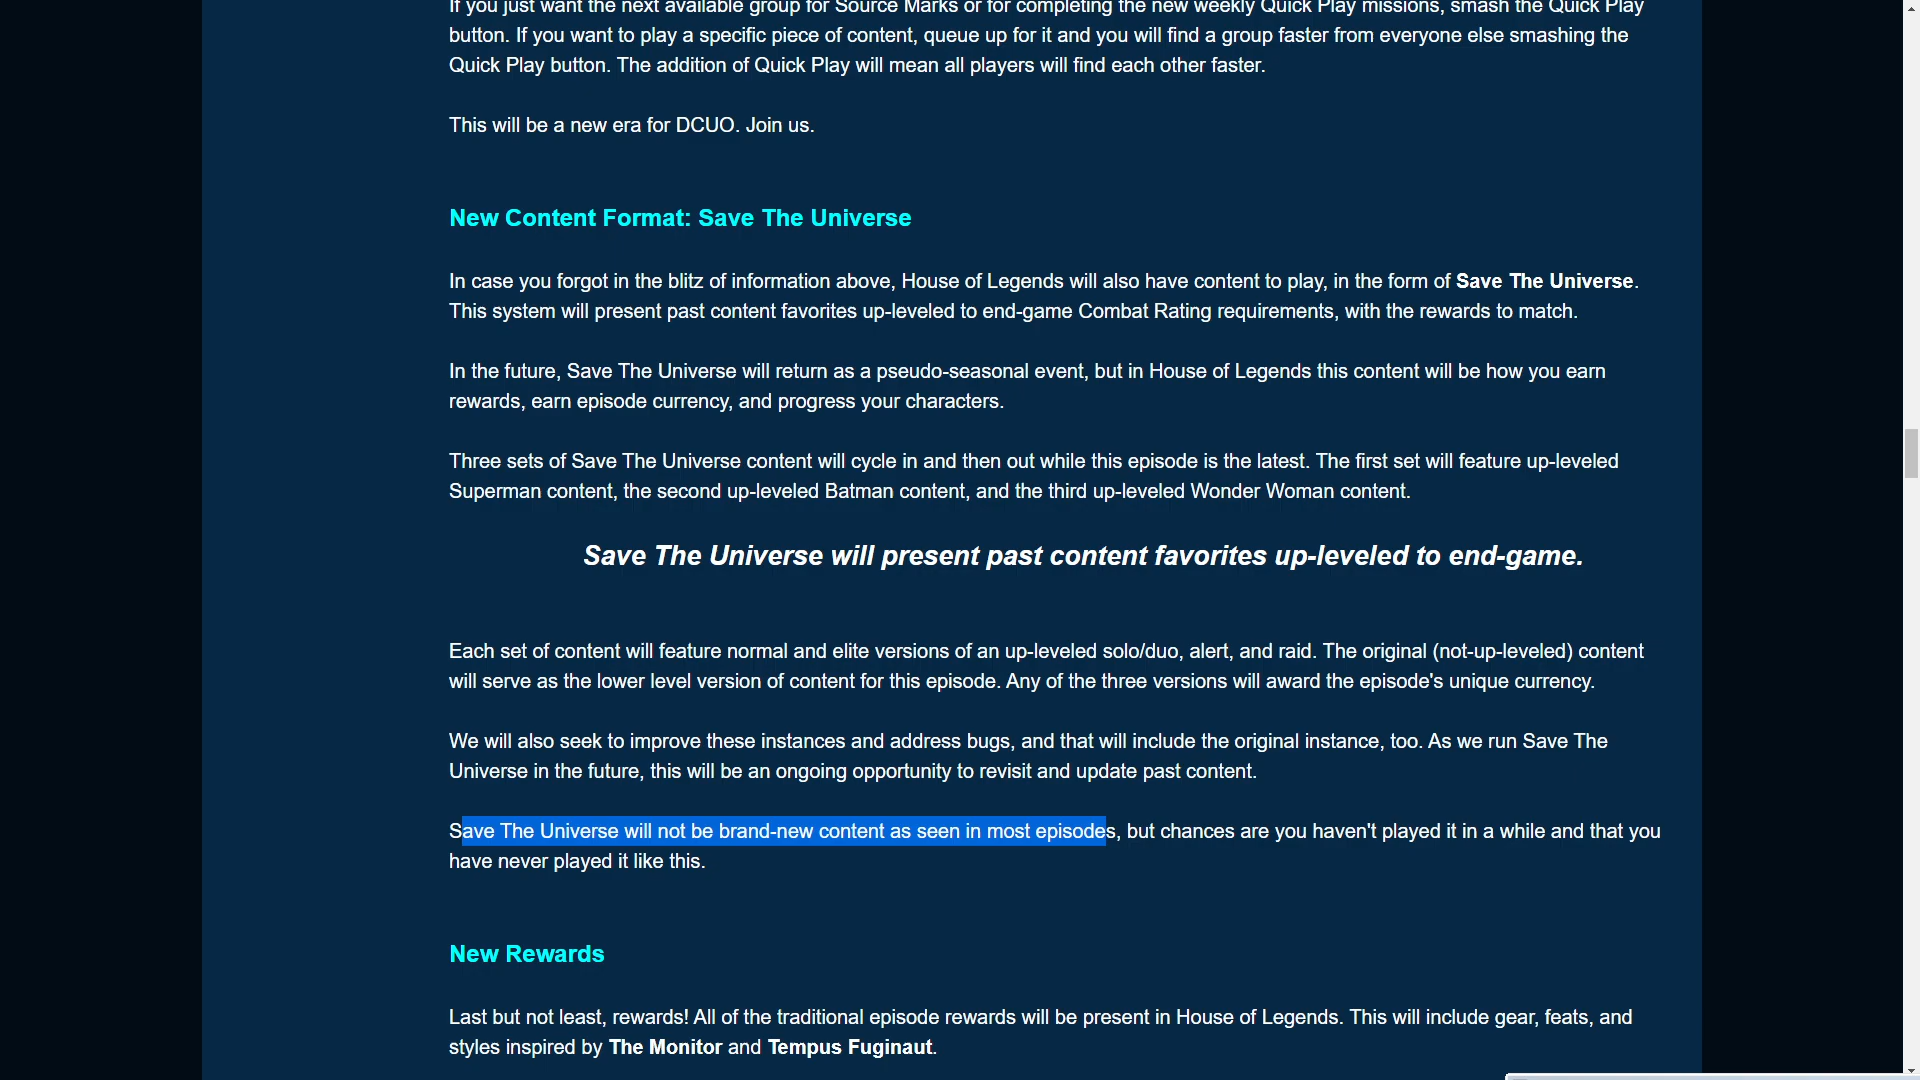 If you just want the next available group for Source Marks or for completing the new weekly Quick Play missions, smash the Quick Play
button. If you want to play a specific piece of content, queue up for it and you will find a group faster from everyone else smashing the
Quick Play button. The addition of Quick Play will mean all players will find each other faster.
This will be a new era for DCUO. Join us.
New Content Format: Save The Universe
In case you forgot in the blitz of information above, House of Legends will also have content to play, in the form of Save The Universe.
This system will present past content favorites up-leveled to end-game Combat Rating requirements, with the rewards to match.
In the future, Save The Universe will return as a pseudo-seasonal event, but in House of Legends this content will be how you earn
rewards, earn episode currency, and progress your characters.
Three sets of Save The Universe content will cycle in and then out while this episode is the latest. The first set will feature up-leveled
Superman content, the second up-leveled Batman content, and the third up-leveled Wonder Woman content.
Save The Universe will present past content favorites up-leveled to end-game.
Each set of content will feature normal and elite versions of an up-leveled solo/duo, alert, and raid. The original (not-up-leveled) content
will serve as the lower level version of content for this episode. Any of the three versions will award the episode's unique currency.
We will also seek to improve these instances and address bugs, and that will include the original instance, too. As we run Save The
Universe in the future, this will be an ongoing opportunity to revisit and update past content.
Save The Universe will not be brand-new content as seen in most episodes, but chances are you haven't played it in a while and that you
have never played it like this.
New Rewards
Last but not least, rewards! All of the traditional episode rewards will be present in House of Legends. This will include gear, feats, and
styles inspired by The Monitor and Tempus Fuginaut.